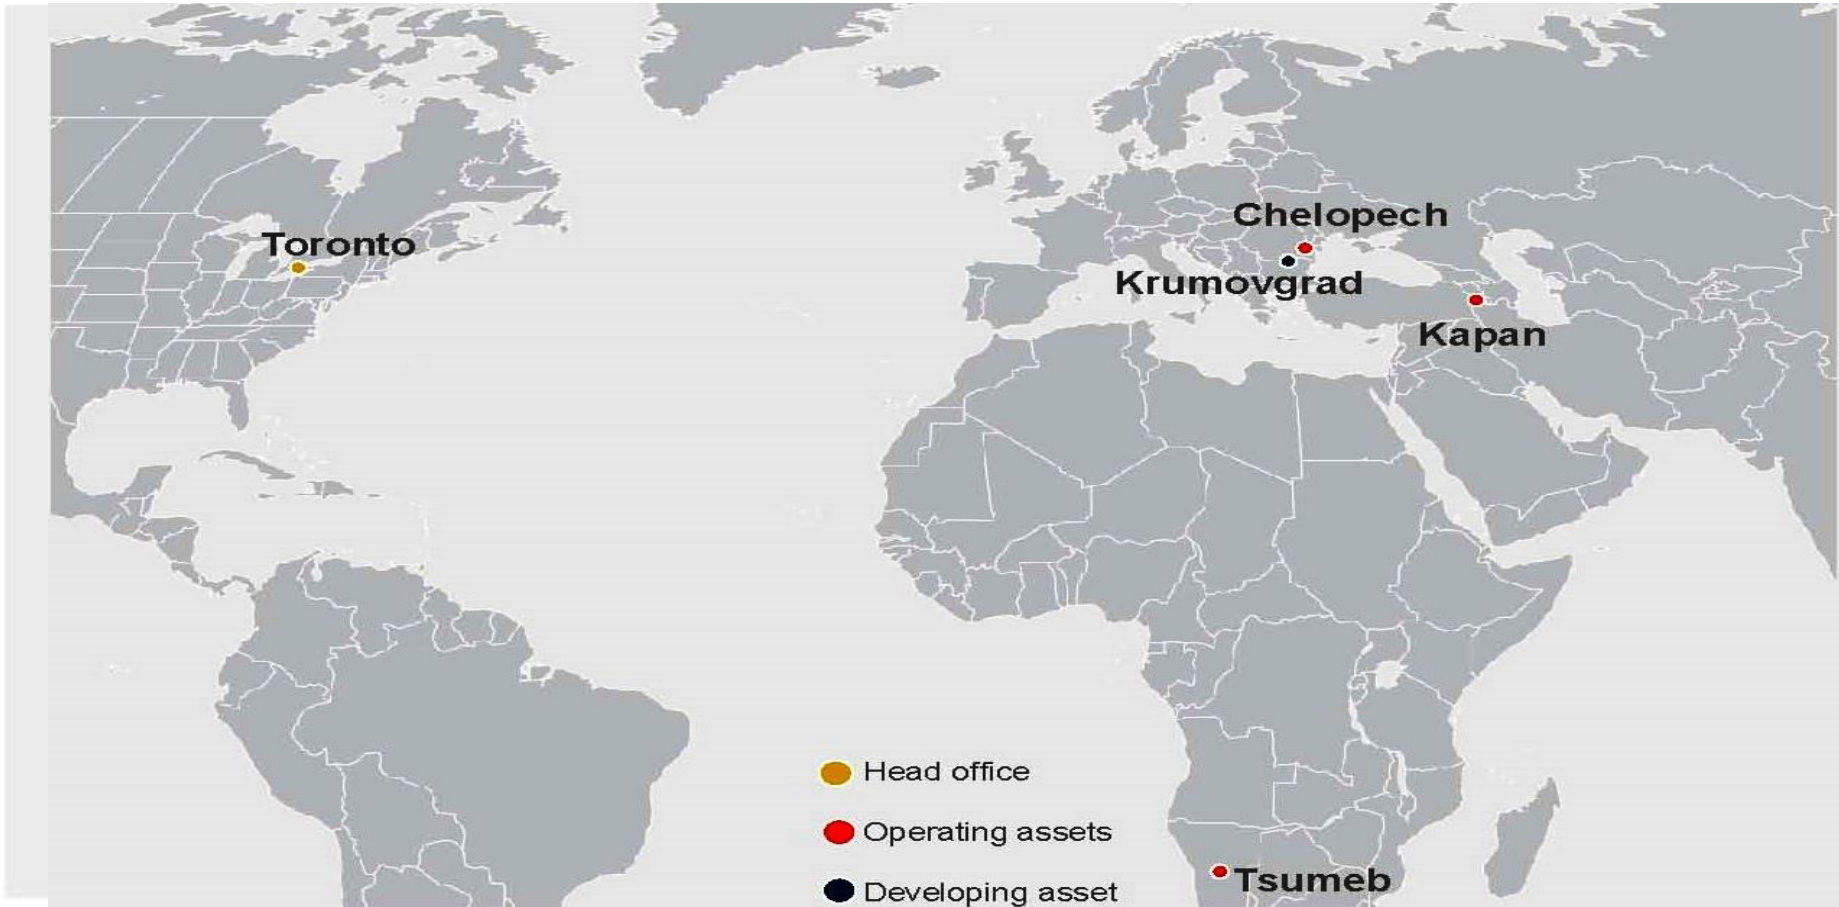 Chelopech
Toronto
Krumovgrad
Kapan
Head office
Operating assets
Tsumeb
Developing asset